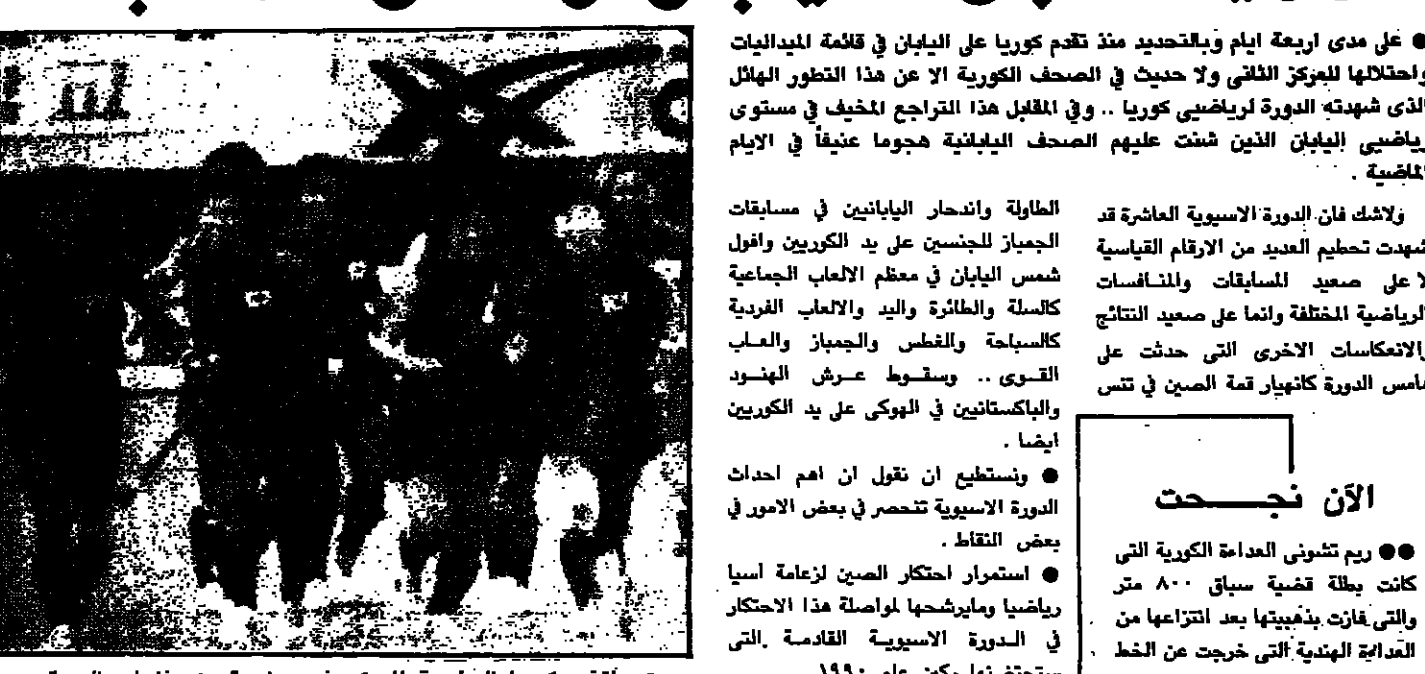 ● على مدى اربعة ايام وبالتحديد منذ تقدم كوريا على اليابان في قائمة الميداليات
واحتلالها للمركز الثانى ولا حديث في الصحف الكورية الا عن هذا التطور الهائل
الذى شهدته الدورة لرياضيي كوريا .. وفي المقابل هذا التراجع المخيف في مستوى
رياضيي اليابان الذين شنت عليهم الصحف اليابانية هجوما عنيفاً في الايام
الماضية .
ولاشك فان الدورة الاسيوية العاشرة قد
شهدت تحطيم العديد من الارقام القياسية
لا على صعيد المسابقات والمنافسات
الرياضية المختلفة وانما على صعيد النتائج
والانعكاسات الاخرى التى حدثت على
هامس الدورة كانهيار قمة الصين في تنس
الطاولة واندحار اليابانيين في مسابقات
الجمباز للجنسين على يد الكوريين وافول
شمس اليابان في معظم الالعاب الجماعية
كالسلة والطائرة واليد والالعاب الفردية
كالسباحة والغطس والجمباز والعاب
القوى .. وسقوط عرش الهنود
والباكستانيين في الهوكى على يد الكوريين
ايضا .
● ونستطيع ان نقول ان اهم احداث
الدورة الاسيوية تنحصر في بعض الامور في
بعض النقاط .
● استمرار احتكار الصين لزعامة آسيا
رياضيا ومايرشحها لمواصلة هذا الاحتكار
في الدورة الاسيوية القادمة التى
ستحتضنها بكين عام ١٩٩٠
الآن نجحت
●● ريم تشونى العداءة الكورية التى
كانت بطلة قضية سباق ٨٠٠ متر
والتى فازت بذهبيتها بعد انتزاعها من
العداءة الهندية التى خرجت عن الخط